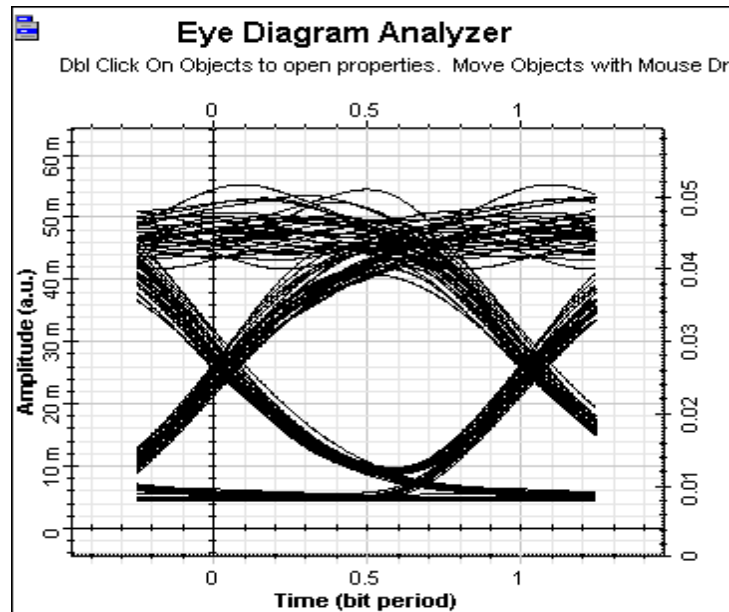 Eye Diagram Analyzer
Dbl Click On Objects to open properties. Move Objects with Mouse Dr
0 0.5 1
60 m
50 m
40 m
30 m
20 m
10 m
0
Amplitude (a.u.)
0.05
0.04
0.03
0.02
0.01
0
0 0.5 1
Time (bit period)